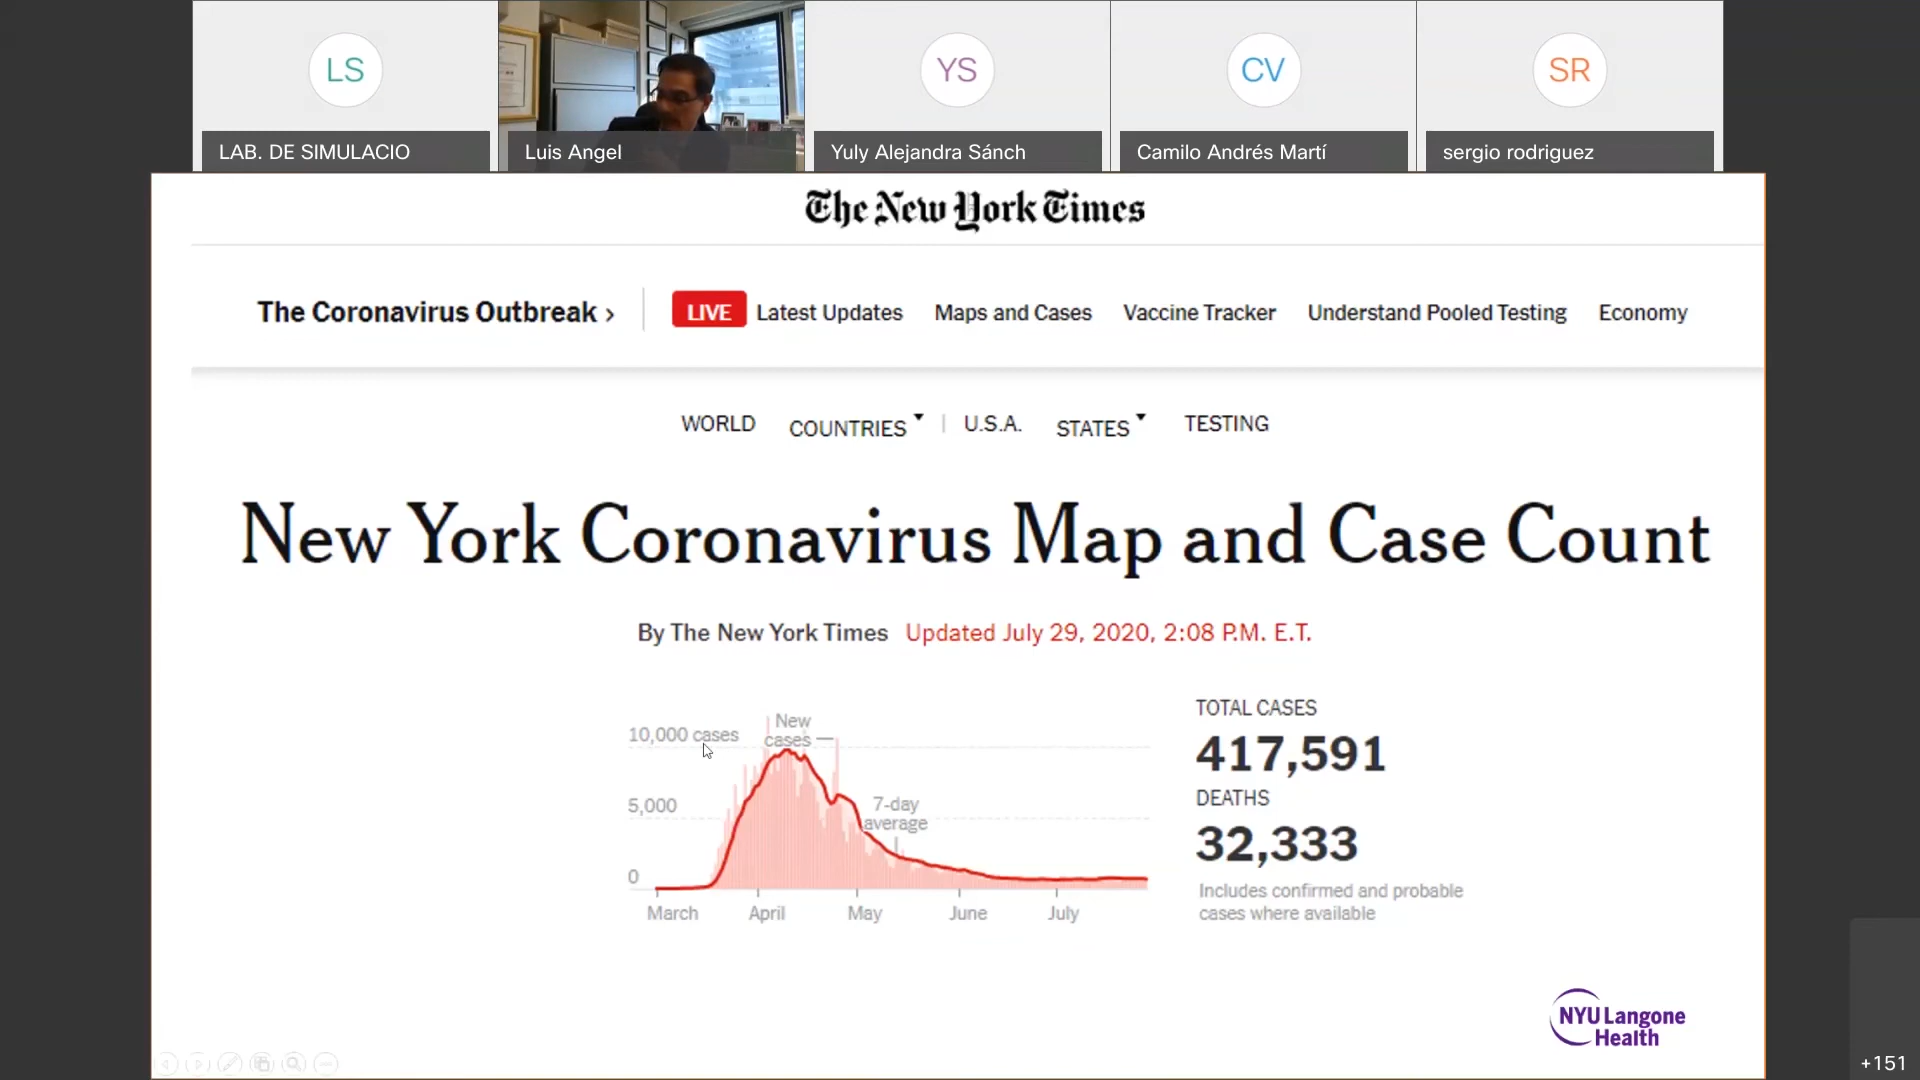 LS
YS
CV
SR
LAB. DE SIMULACIO
Luis Angel
Yuly Alejandra Sánch
Camilo Andrés Martí
sergio rodriguez
The New York Times
The Coronavirus Outbreak ›
LIVE Latest Updates Maps and Cases Vaccine Tracker Understand Pooled Testing Economy
WORLD COUNTRIES | U.S.A. STATES TESTING
New York Coronavirus Map and Case Count
By The New York Times Updated July 29, 2020, 2:08 P.M. E.T.
10,000 cases
New
cases
5,000
7-day
average
0
March April May June July
TOTAL CASES
417,591
DEATHS
32,333
Includes confirmed and probable
cases where available
NYU Langone
Health
+151